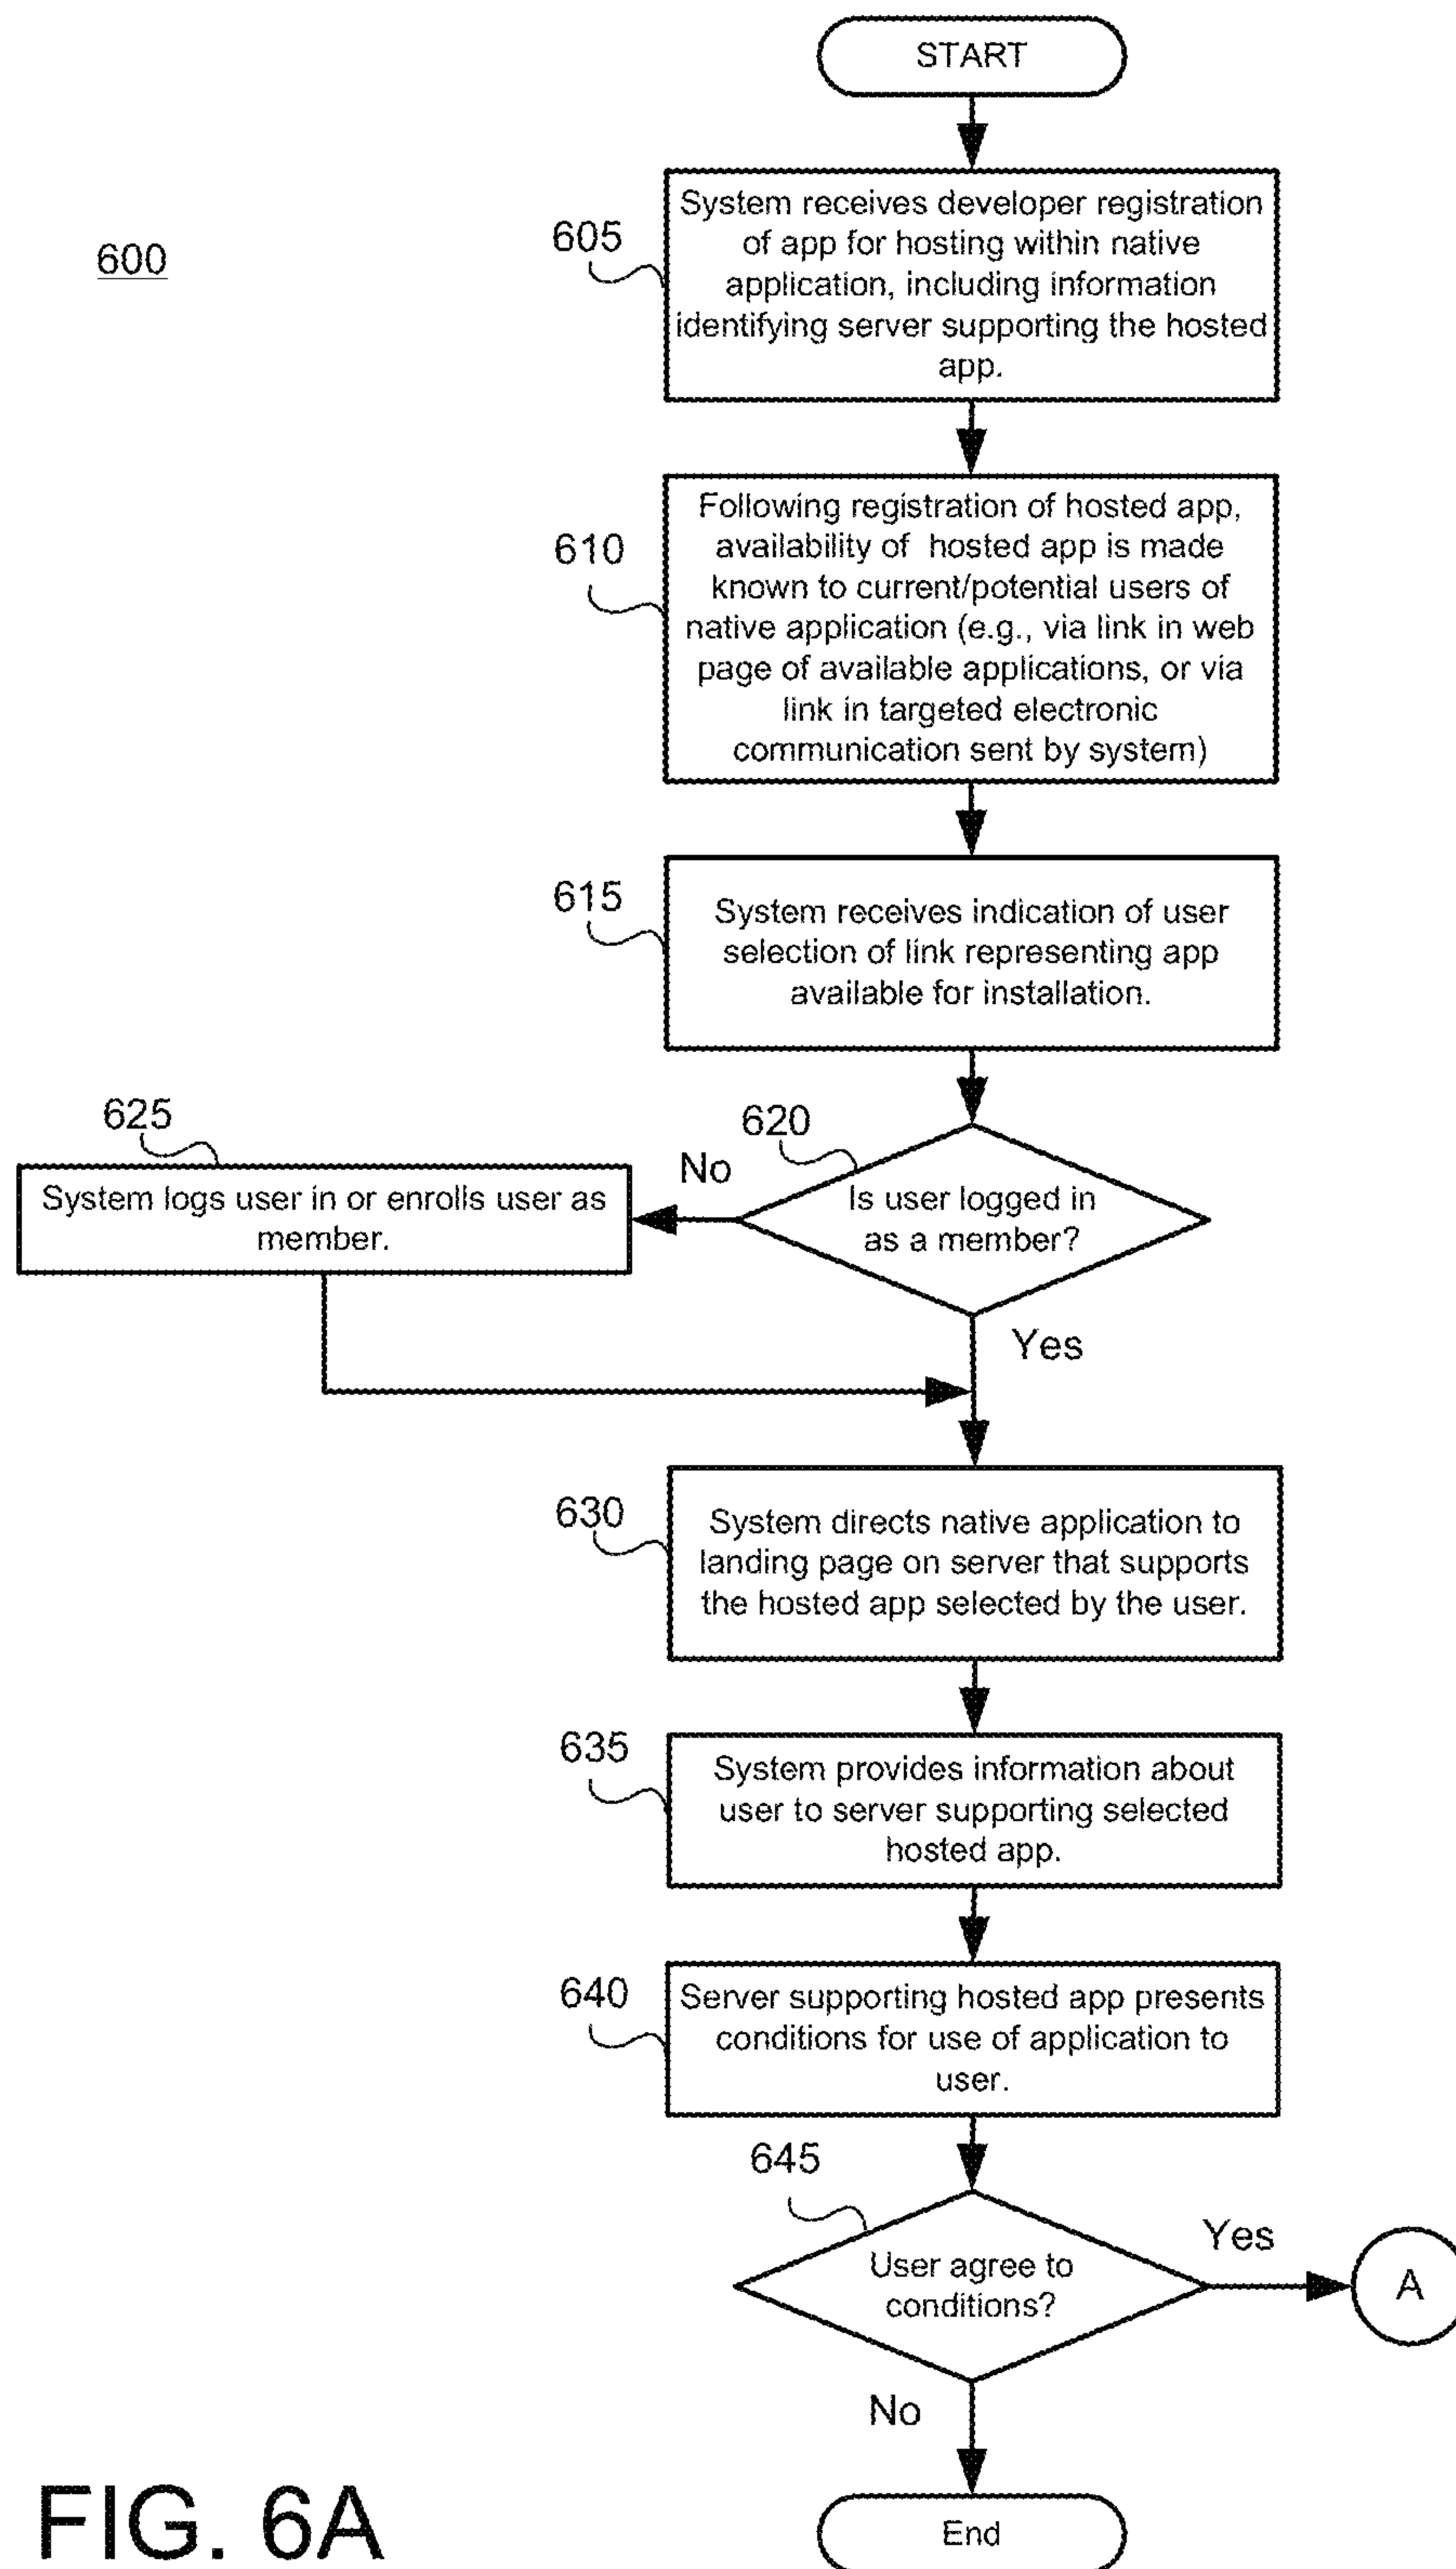 START
600
605
System receives developer registration
of app for hosting within native
application, including information
identifying server supporting the hosted
app.
610
Following registration of hosted app,
availability of hosted app is made
known to current/potential users of
native application (e.g., via link in web
page of available applications, or via
link in targeted electronic
communication sent by system)
615
System receives indication of user
selection of link representing app
available for installation.
620
Is user logged in
as a member?
No
625
System logs user in or enrolls user as
member.
Yes
630
System directs native application to
landing page on server that supports
the hosted app selected by the user.
635
System provides information about
user to server supporting selected
hosted app.
640
Server supporting hosted app presents
conditions for use of application to
user.
645
User agree to
conditions?
Yes
A
No
End
FIG. 6A